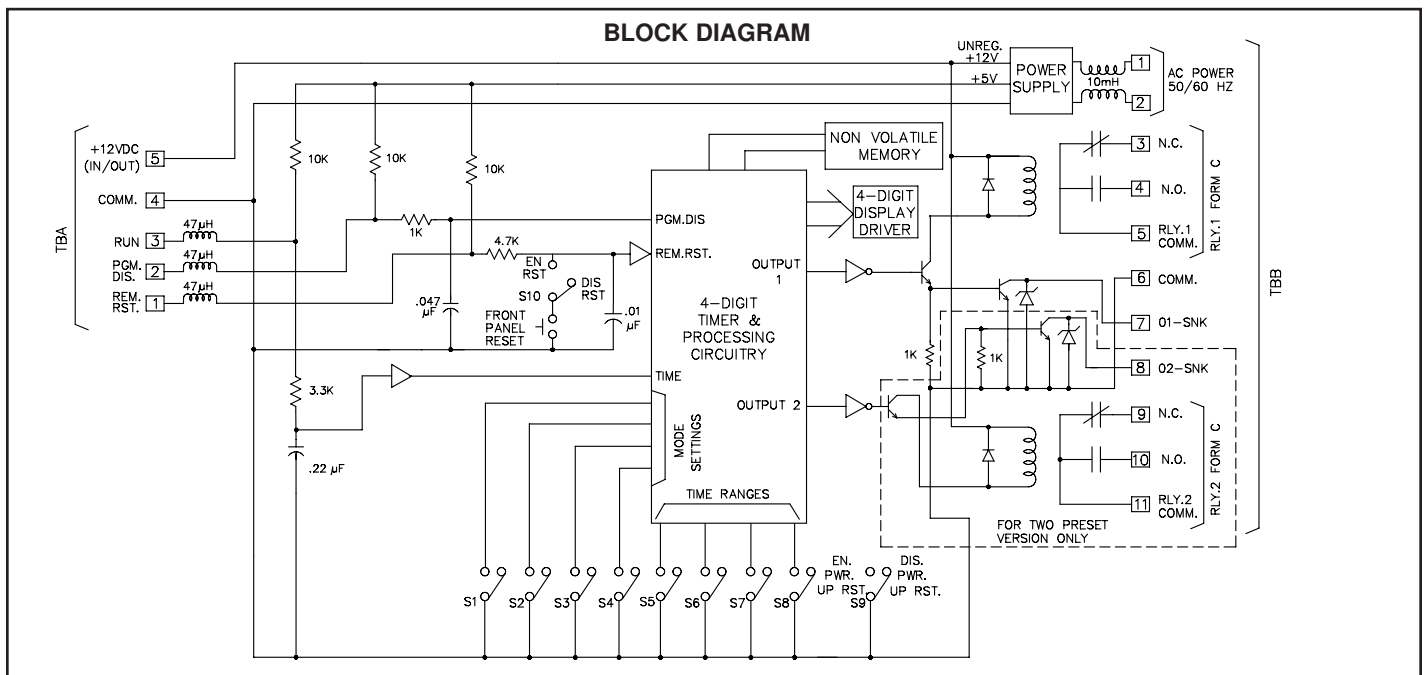 BLOCK DIAGRAM
UNREG.
+12V
+5V
POWER
SUPPLY
10mH
1
2
AC POWER
50/60 HZ
TBA
+12VDC
(IN/OUT)
5
COMM.
4
RUN
3
47µH
PGM.
DIS.
2
47µH
REM.
RST.
1
47µH
10K
10K
10K
1K
4.7K
EN
RST
DIS
RST
S10
FRONT
PANEL
RESET
.047
µF
.01
µF
3.3K
.22 µF
NON VOLATILE
MEMORY
4-DIGIT
DISPLAY
DRIVER
PGM.DIS
REM.RST.
OUTPUT
1
4-DIGIT
TIMER &
PROCESSING
CIRCUITRY
TIME
OUTPUT 2
MODE
SETTINGS
TIME RANGES
1K
1K
3
N.C.
4
N.O.
5
RLY.1
COMM.
RLY.1 FORM C
6
COMM.
7
O1-SNK
8
O2-SNK
9
N.C.
10
N.O.
11
RLY.2
COMM.
RLY.2 FORM C
TBB
FOR TWO PRESET
VERSION ONLY
S1
S2
S3
S4
S5
S6
S7
S8
EN.
PWR.
UP RST.
S9
DIS.
PWR.
UP RST.